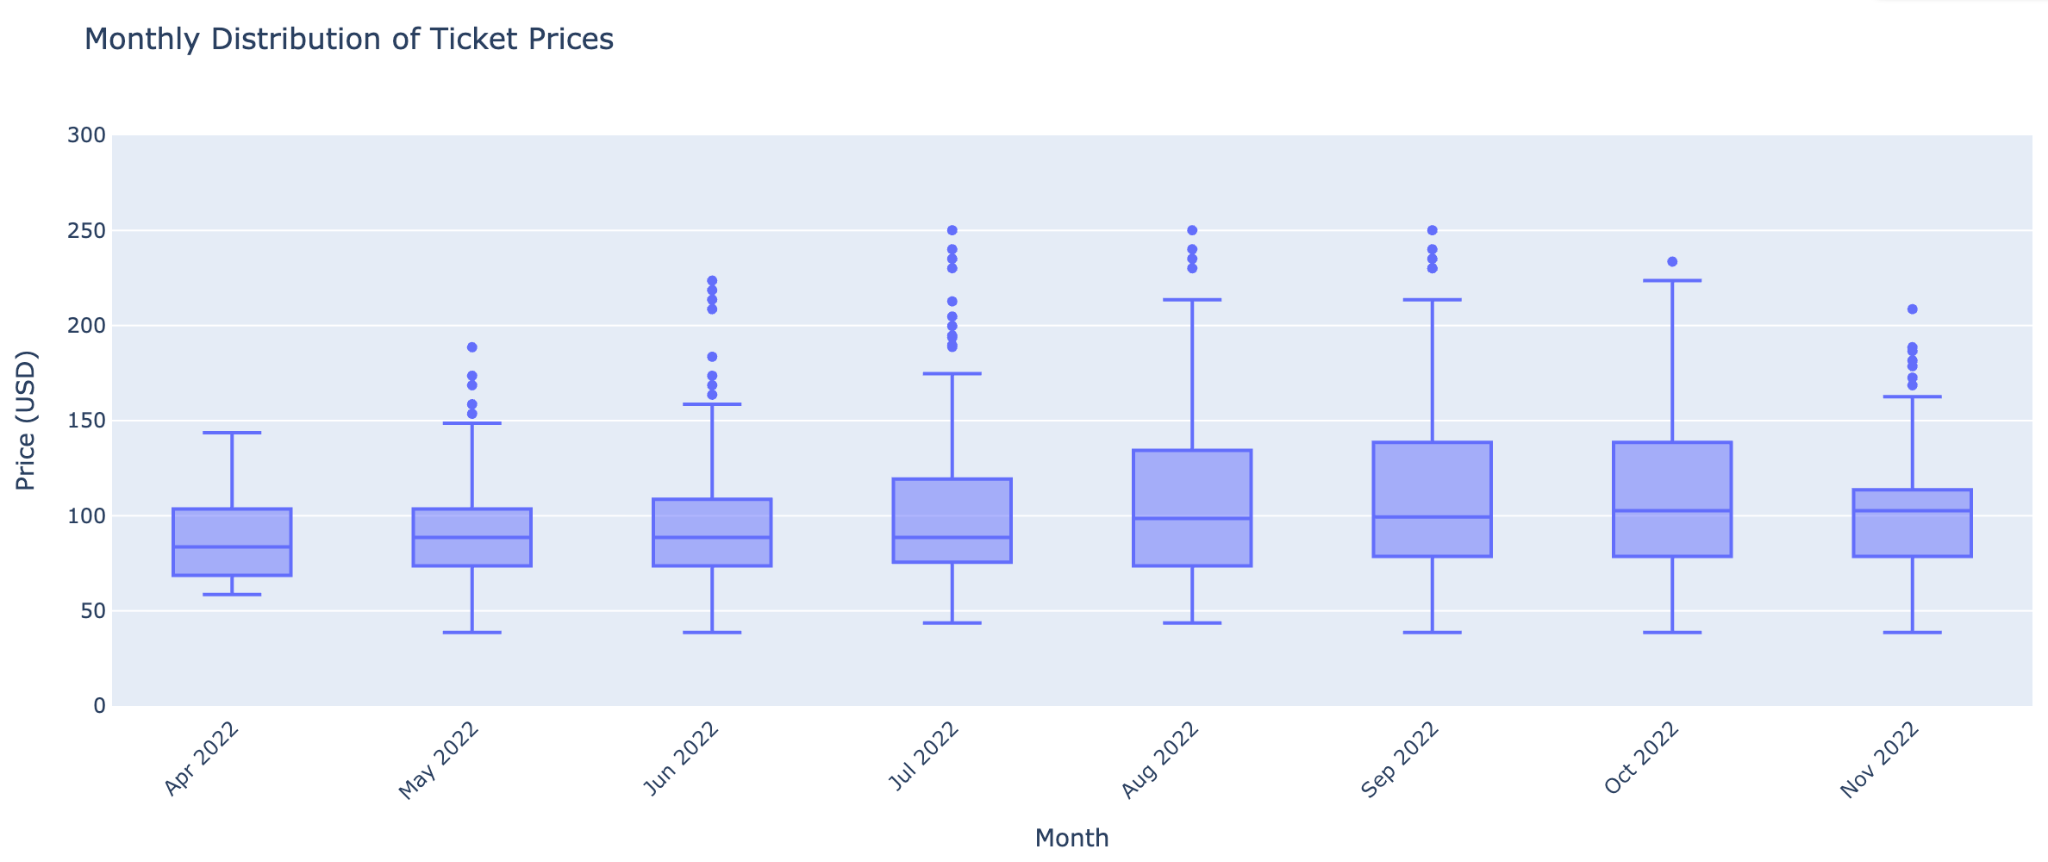 Monthly Distribution of Ticket Prices
300
250
200
150
100
50
0
Price (USD)
Apr 2022
May 2022
Jun 2022
Jul 2022
Aug 2022
Sep 2022
Oct 2022
Nov 2022
Month